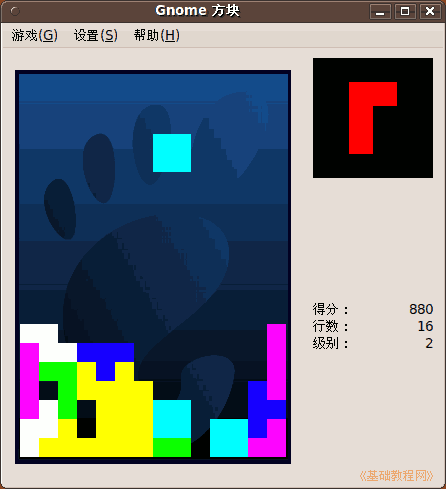 Gnome 方块
游戏(G) 设置(S) 帮助(H)
得分： 880
行数： 16
级别： 2
《基础教程网》